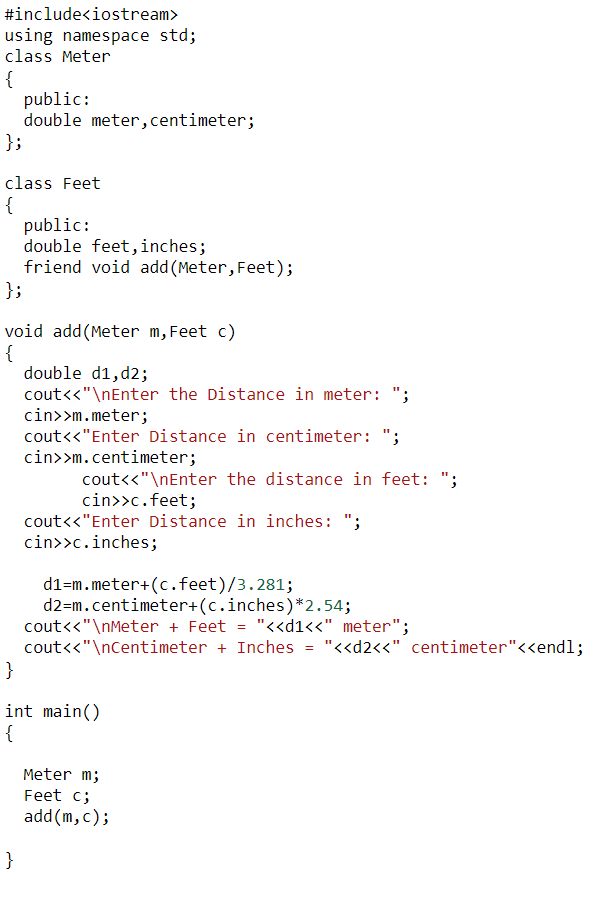 #include<iostream>
using namespace std;
class Meter
{
  public:
  double meter,centimeter;
};

class Feet
{
  public:
  double feet,inches;
  friend void add(Meter,Feet);
};

void add(Meter m,Feet c)
{
  double d1,d2;
  cout<<"\nEnter the Distance in meter: ";
  cin>>m.meter;
  cout<<"Enter Distance in centimeter: ";
  cin>>m.centimeter;
        cout<<"\nEnter the distance in feet: ";
        cin>>c.feet;
  cout<<"Enter Distance in inches: ";
  cin>>c.inches;

    d1=m.meter+(c.feet)/3.281;
    d2=m.centimeter+(c.inches)*2.54;
  cout<<"\nMeter + Feet = "<<d1<<" meter";
  cout<<"\nCentimeter + Inches = "<<d2<<" centimeter"<<endl;
}

int main()
{

  Meter m;
  Feet c;
  add(m,c);

}